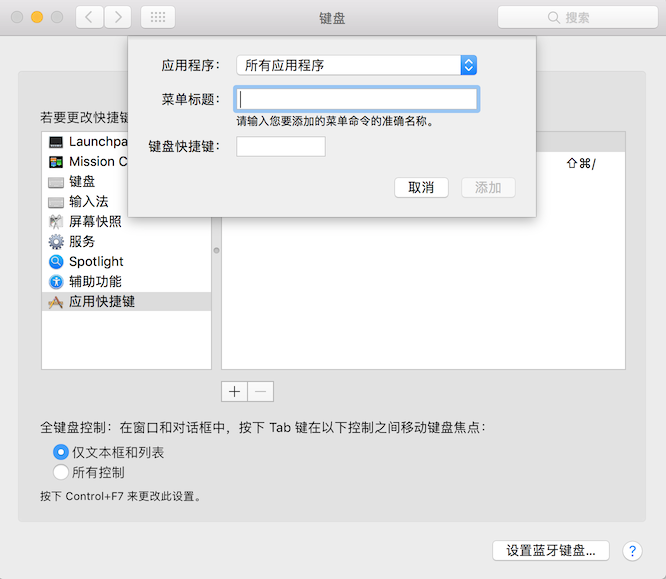 键盘
搜索
应用程序：
所有应用程序
菜单标题：
请输入您要添加的菜单命令的准确名称。
键盘快捷键：
取消
添加
若要更改快捷键
Launchpa
Mission C
键盘
输入法
屏幕快照
服务
Spotlight
辅助功能
应用快捷键
⇧⌘/
全键盘控制：在窗口和对话框中，按下 Tab 键在以下控制之间移动键盘焦点：
仅文本框和列表
所有控制
按下 Control+F7 来更改此设置。
设置蓝牙键盘...
?